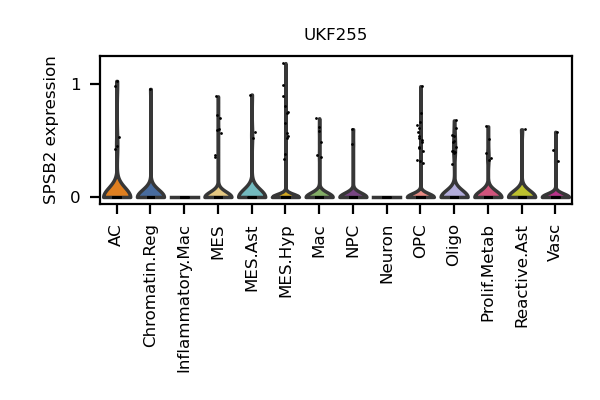 UKF255
SPSB2 expression
1
0
AC
Chromatin.Reg
Inflammatory.Mac
MES
MES.Ast
MES.Hyp
Mac
NPC
Neuron
OPC
Oligo
Prolif.Metab
Reactive.Ast
Vasc